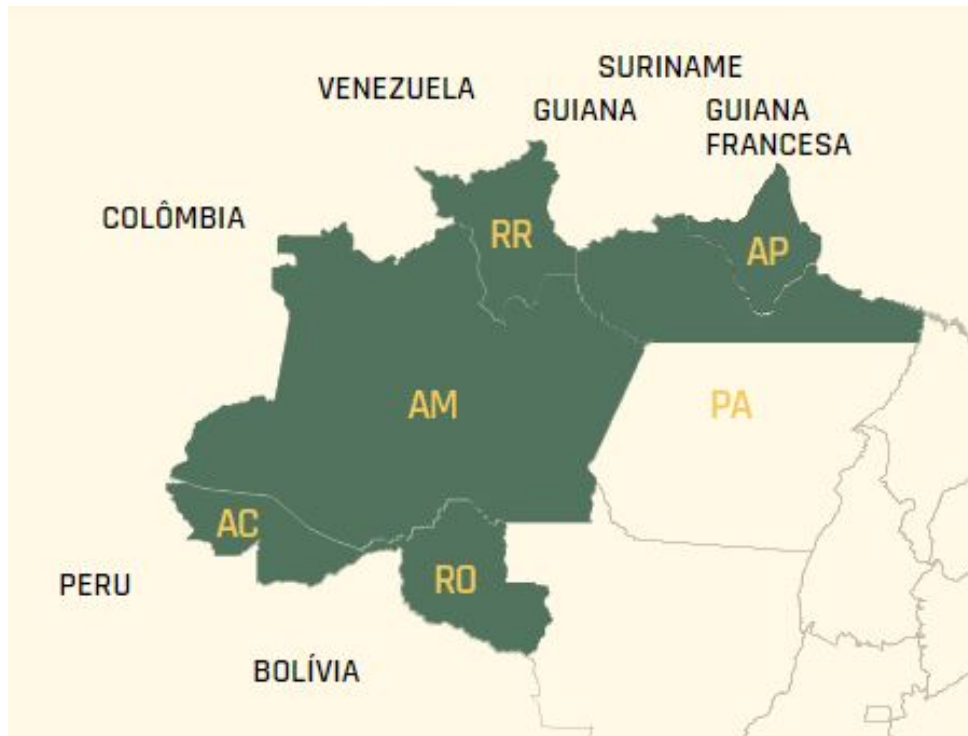 SURINAME
VENEZUELA
GUIANA
GUIANA
FRANCESA
COLÔMBIA
RR
AP
AM
PA
AC
RO
PERU
BOLÍVIA